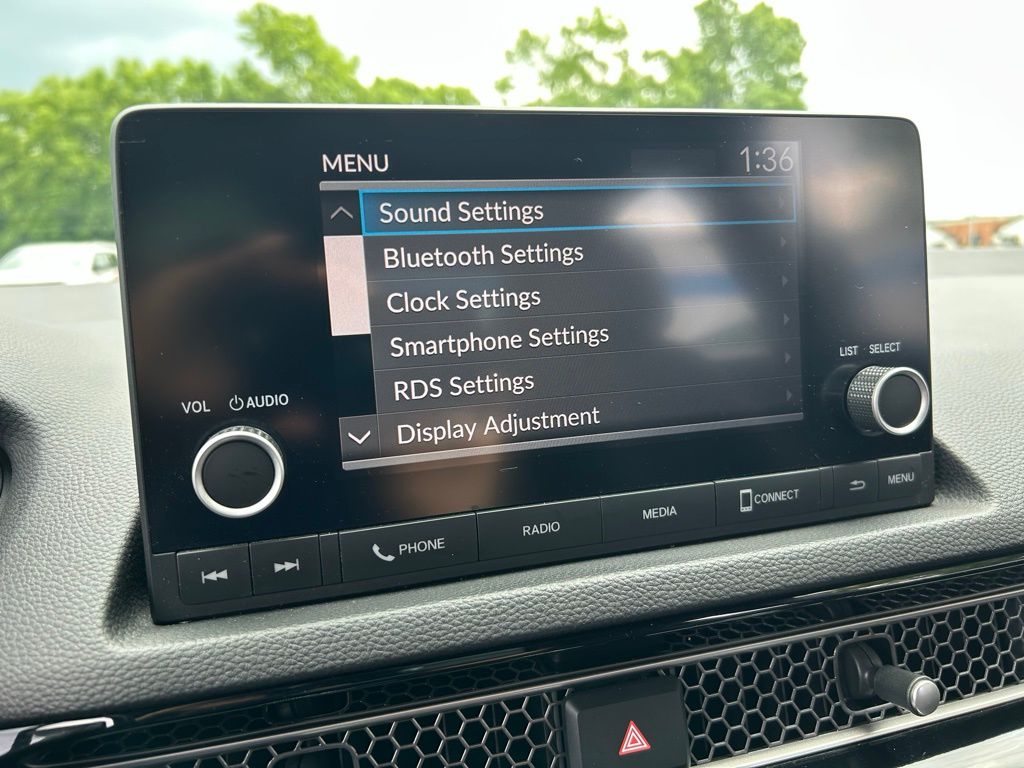 MENU 1:36
Sound Settings
Bluetooth Settings
Clock Settings
Smartphone Settings
RDS Settings
Display Adjustment
LIST SELECT
VOL AUDIO
PHONE RADIO MEDIA CONNECT MENU